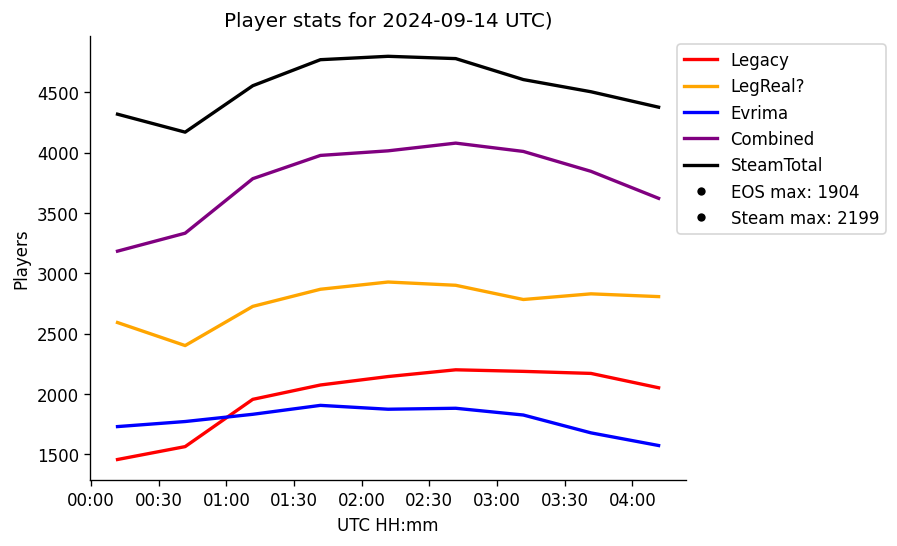 Player stats for 2024-09-14 UTC)
Legacy
LegReal?
Evrima
Combined
SteamTotal
EOS max: 1904
Steam max: 2199
Players
4500
4000
3500
3000
2500
2000
1500
00:00 00:30 01:00 01:30 02:00 02:30 03:00 03:30 04:00
UTC HH:mm